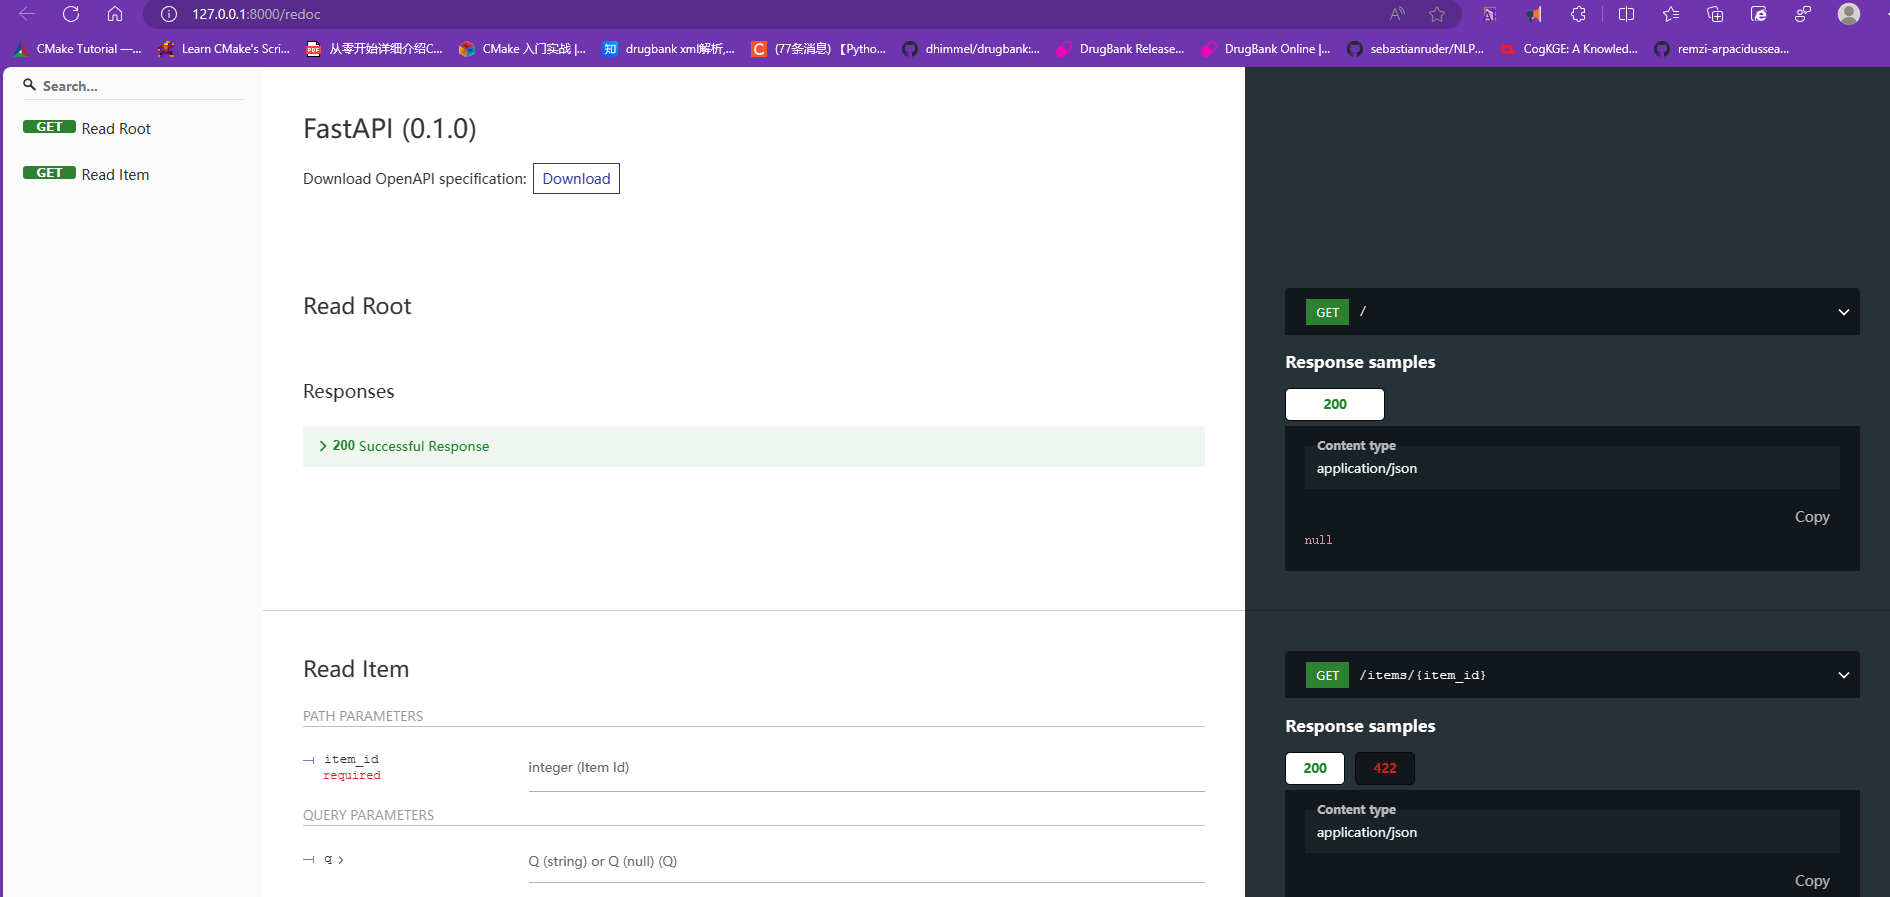 127.0.0.1:8000/redoc
CMake Tutorial —... Learn CMake's Scri... 从零开始详细介绍C... CMake 入门实战 |... drugbank xml解析,... (77条消息) 【Pytho... dhimmel/drugbank:... DrugBank Release... DrugBank Online |... sebastianruder/NLP... CogKGE: A Knowled... remzi-arpacidussea...
Search...
GET Read Root
GET Read Item
FastAPI (0.1.0)
Download OpenAPI specification: Download
Read Root
Responses
200 Successful Response
GET /
Response samples
200
Content type
application/json
Copy
null
Read Item
PATH PARAMETERS
item_id
required
integer (Item Id)
QUERY PARAMETERS
q
Q (string) or Q (null) (Q)
GET /items/{item_id}
Response samples
200 422
Content type
application/json
Copy